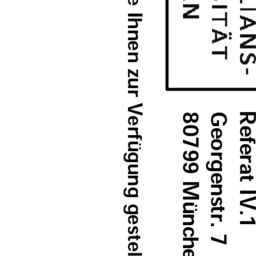 IANS-
ITÄT
N
Referat IV.1
Georgenstr. 7
80799 Münche
e Ihnen zur Verfügung gestel